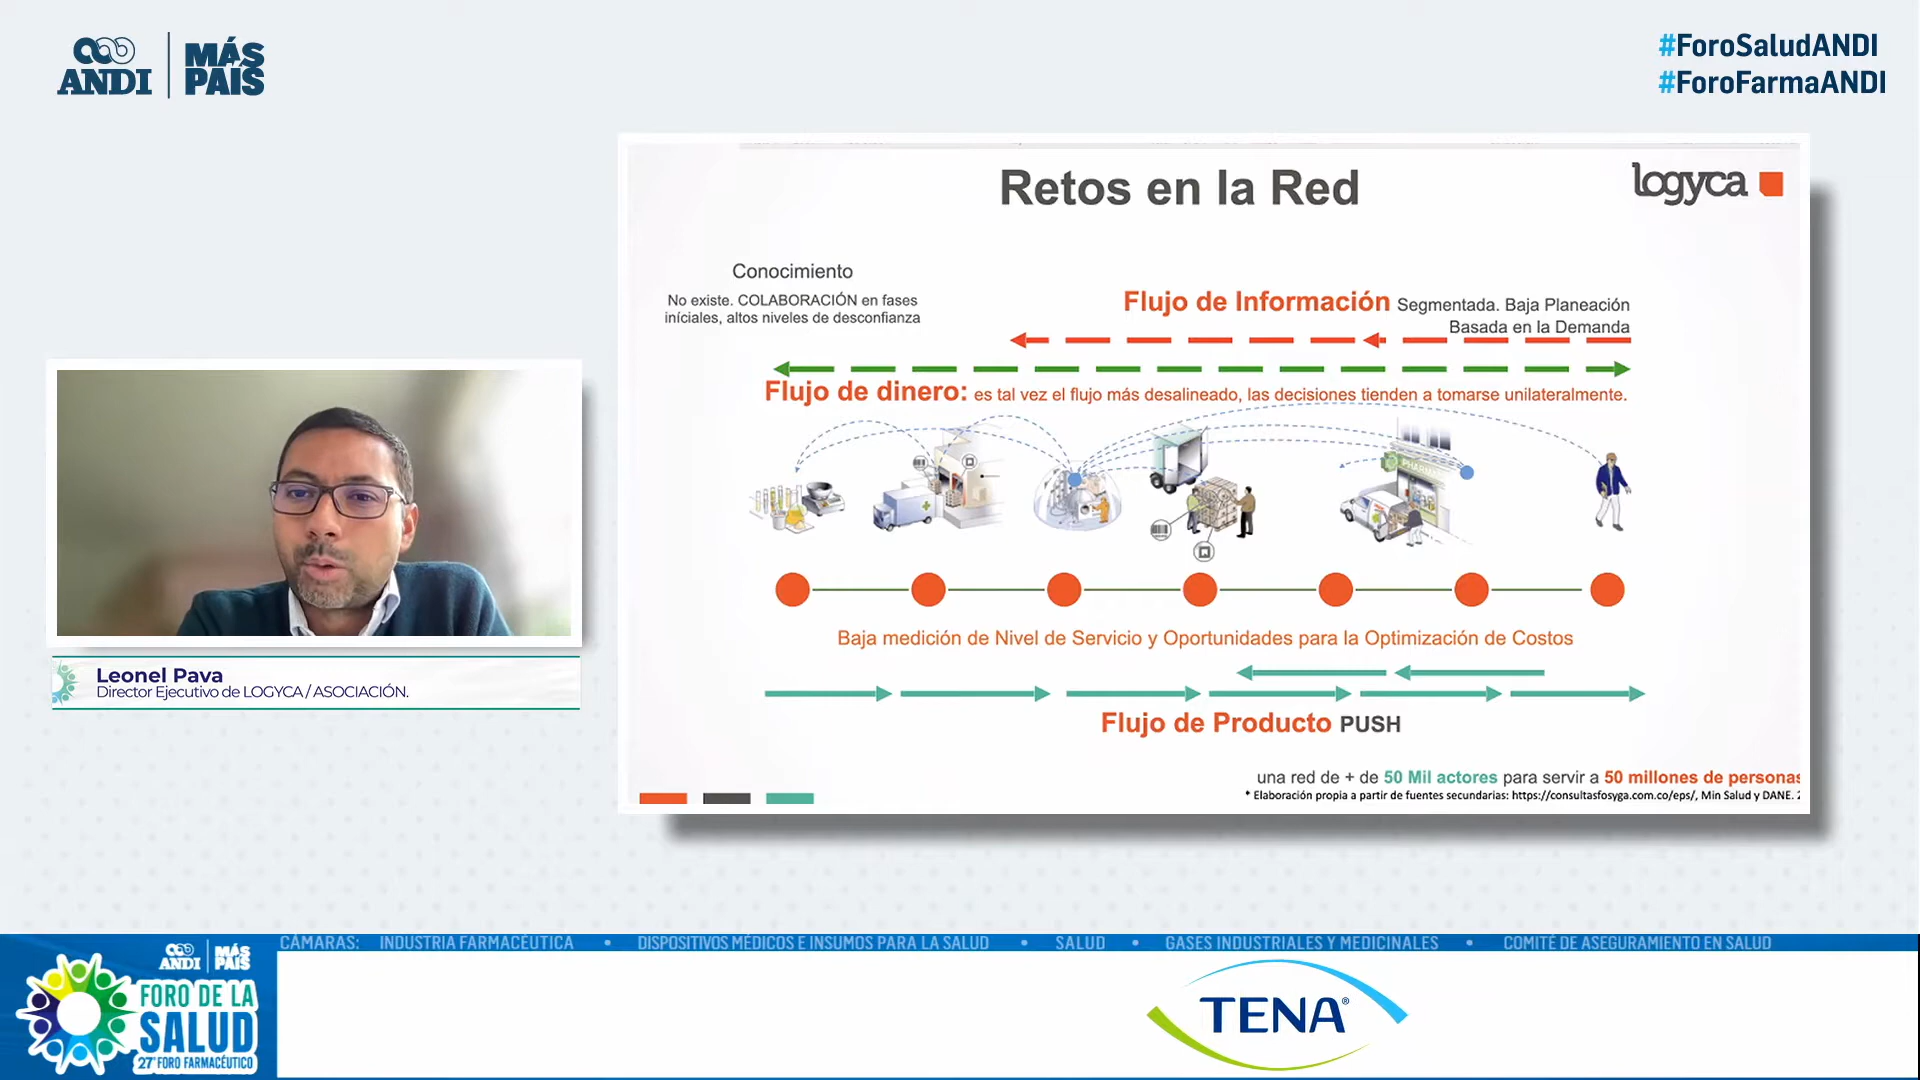 ANDI
MÁS
PAÍS
#ForoSaludANDI
#ForoFarmaANDI
Retos en la Red
logyca
Conocimiento
No existe. COLABORACIÓN en fases
iníciales, altos niveles de desconfianza
Flujo de Información Segmentada. Baja Planeación
Basada en la Demanda
Flujo de dinero: es tal vez el flujo más desalineado, las decisiones tienden a tomarse unilateralmente.
Baja medición de Nivel de Servicio y Oportunidades para la Optimización de Costos
Flujo de Producto PUSH
una red de + de 50 Mil actores para servir a 50 millones de personas
* Elaboración propia a partir de fuentes secundarias: https://consultasfosyga.com.co/eps/, Min Salud y DANE.
Leonel Pava
Director Ejecutivo de LOGYCA / ASOCIACIÓN.
CÁMARAS: INDUSTRIA FARMACÉUTICA • DISPOSITIVOS MÉDICOS E INSUMOS PARA LA SALUD • SALUD • GASES INDUSTRIALES Y MEDICINALES • COMITÉ DE ASEGURAMIENTO EN SALUD
ANDI
MÁS
PAÍS
FORO DE LA
SALUD
27° FORO FARMACÉUTICO
TENA®